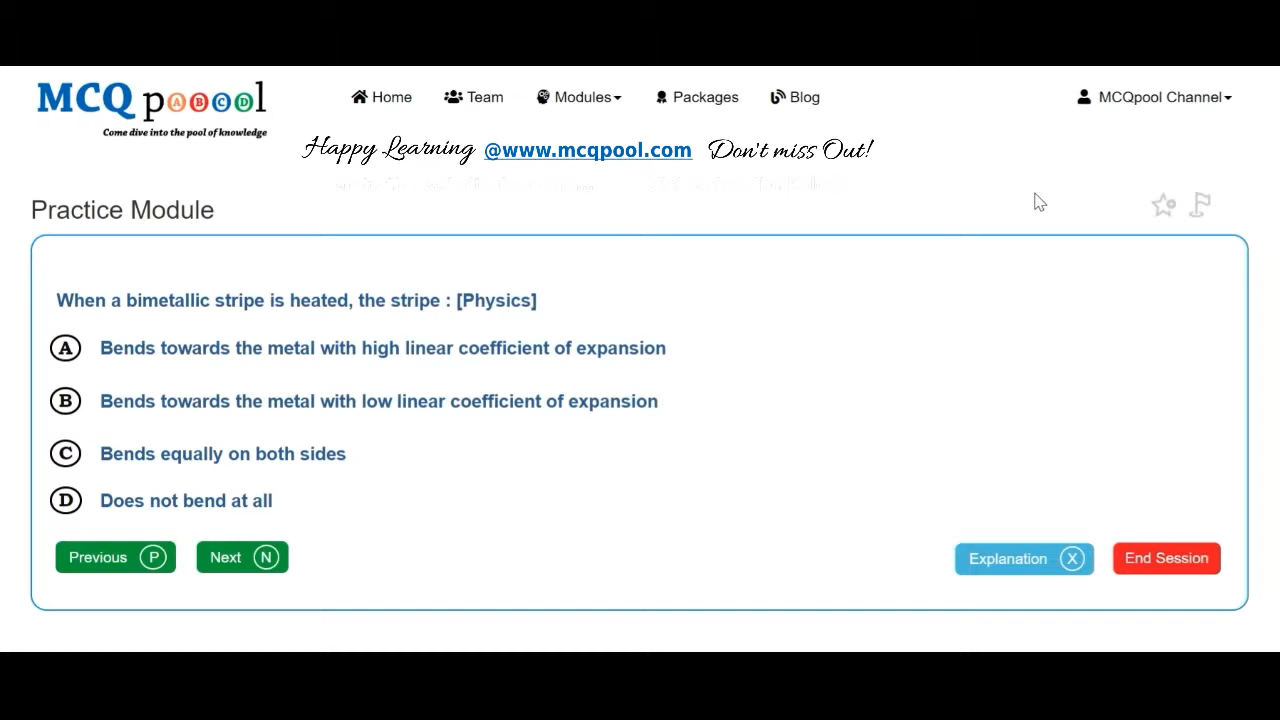 MCQ pooool
Come dive into the pool of knowledge
Home Team Modules Packages Blog MCQpool Channel
Happy Learning @www.mcqpool.com Don't miss Out!
Practice Module
When a bimetallic stripe is heated, the stripe : [Physics]
A Bends towards the metal with high linear coefficient of expansion
B Bends towards the metal with low linear coefficient of expansion
C Bends equally on both sides
D Does not bend at all
Previous P Next N Explanation X End Session